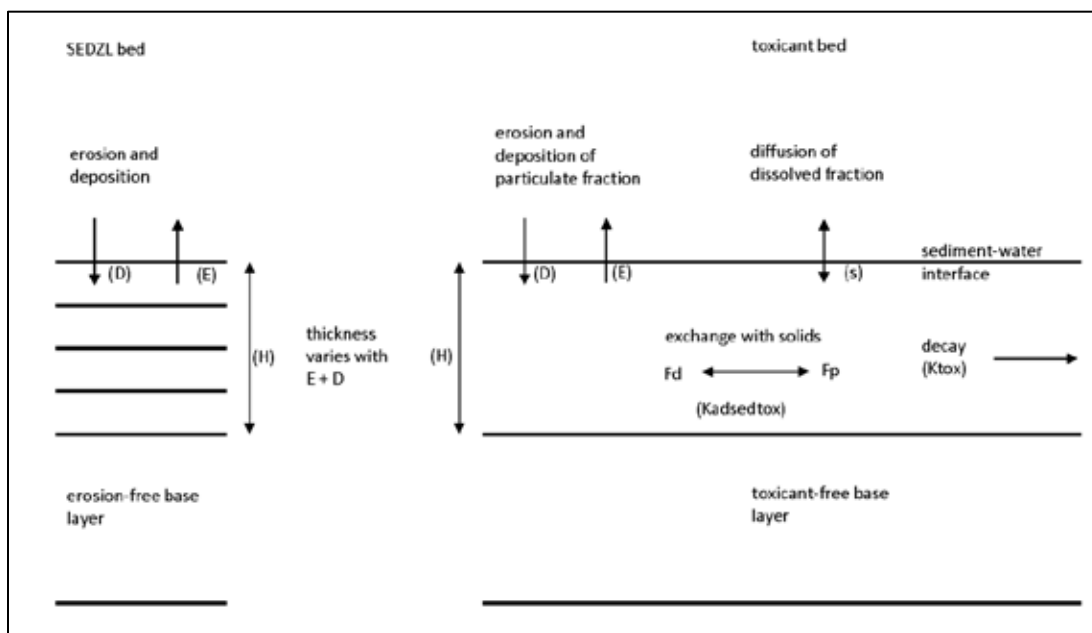 SEDZL bed
toxicant bed
erosion and
deposition
erosion and
deposition of
particulate fraction
diffusion of
dissolved fraction
(D)
(E)
(D)
(E)
(s)
sediment-water
interface
(H)
thickness
varies with
E + D
(H)
exchange with solids
Fd
Fp
(Kadsedtox)
decay
(Ktox)
erosion-free base
layer
toxicant-free base
layer